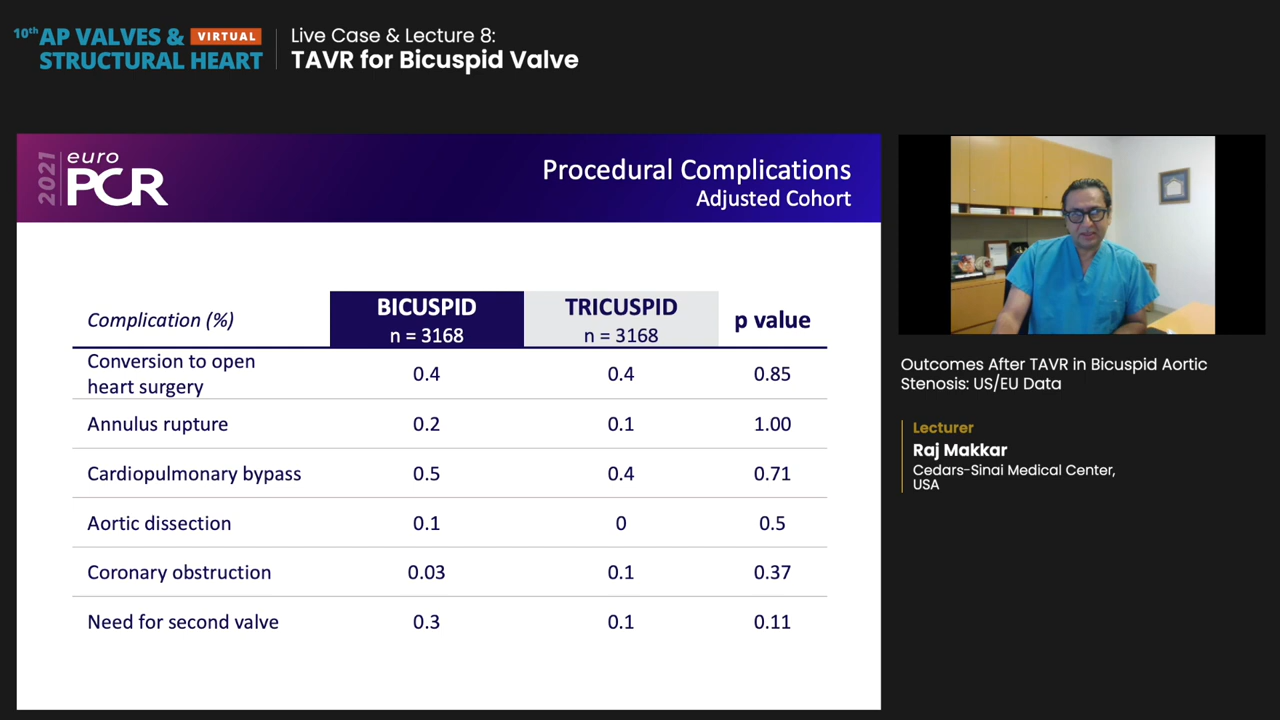 10th AP VALVES & VIRTUAL
STRUCTURAL HEART
Live Case & Lecture 8:
TAVR for Bicuspid Valve
2021 euro
PCR
Procedural Complications
Adjusted Cohort
Complication (%) BICUSPID TRICUSPID p value
n = 3168 n = 3168
Conversion to open
heart surgery 0.4 0.4 0.85
Annulus rupture 0.2 0.1 1.00
Cardiopulmonary bypass 0.5 0.4 0.71
Aortic dissection 0.1 0 0.5
Coronary obstruction 0.03 0.1 0.37
Need for second valve 0.3 0.1 0.11
Outcomes After TAVR in Bicuspid Aortic
Stenosis: US/EU Data
Lecturer
Raj Makkar
Cedars-Sinai Medical Center,
USA